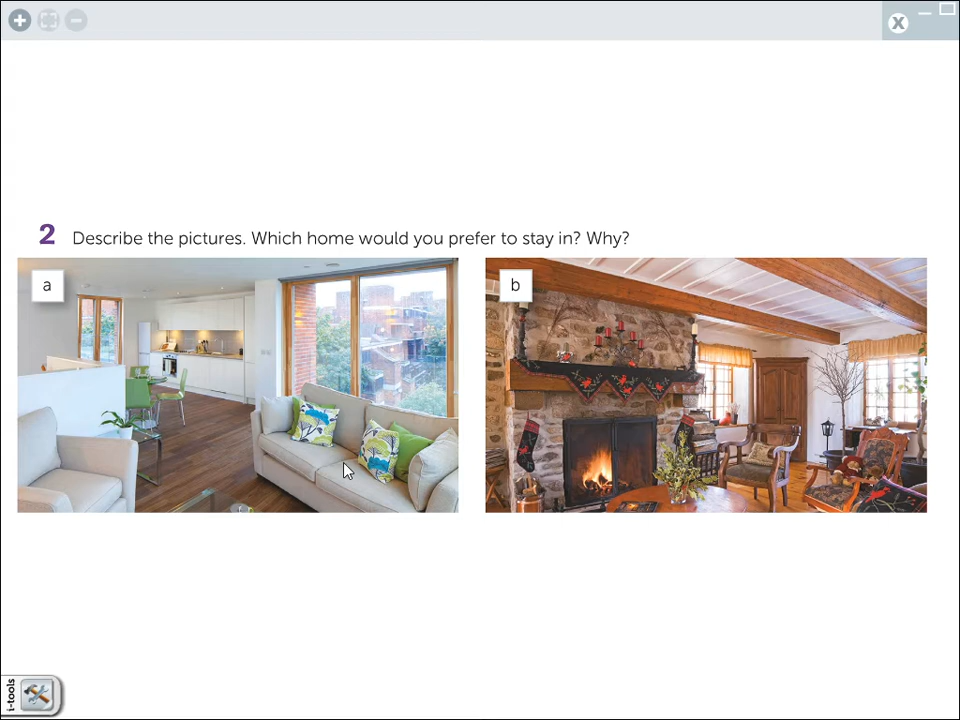 X
2 Describe the pictures. Which home would you prefer to stay in? Why?
a
b
i-tools